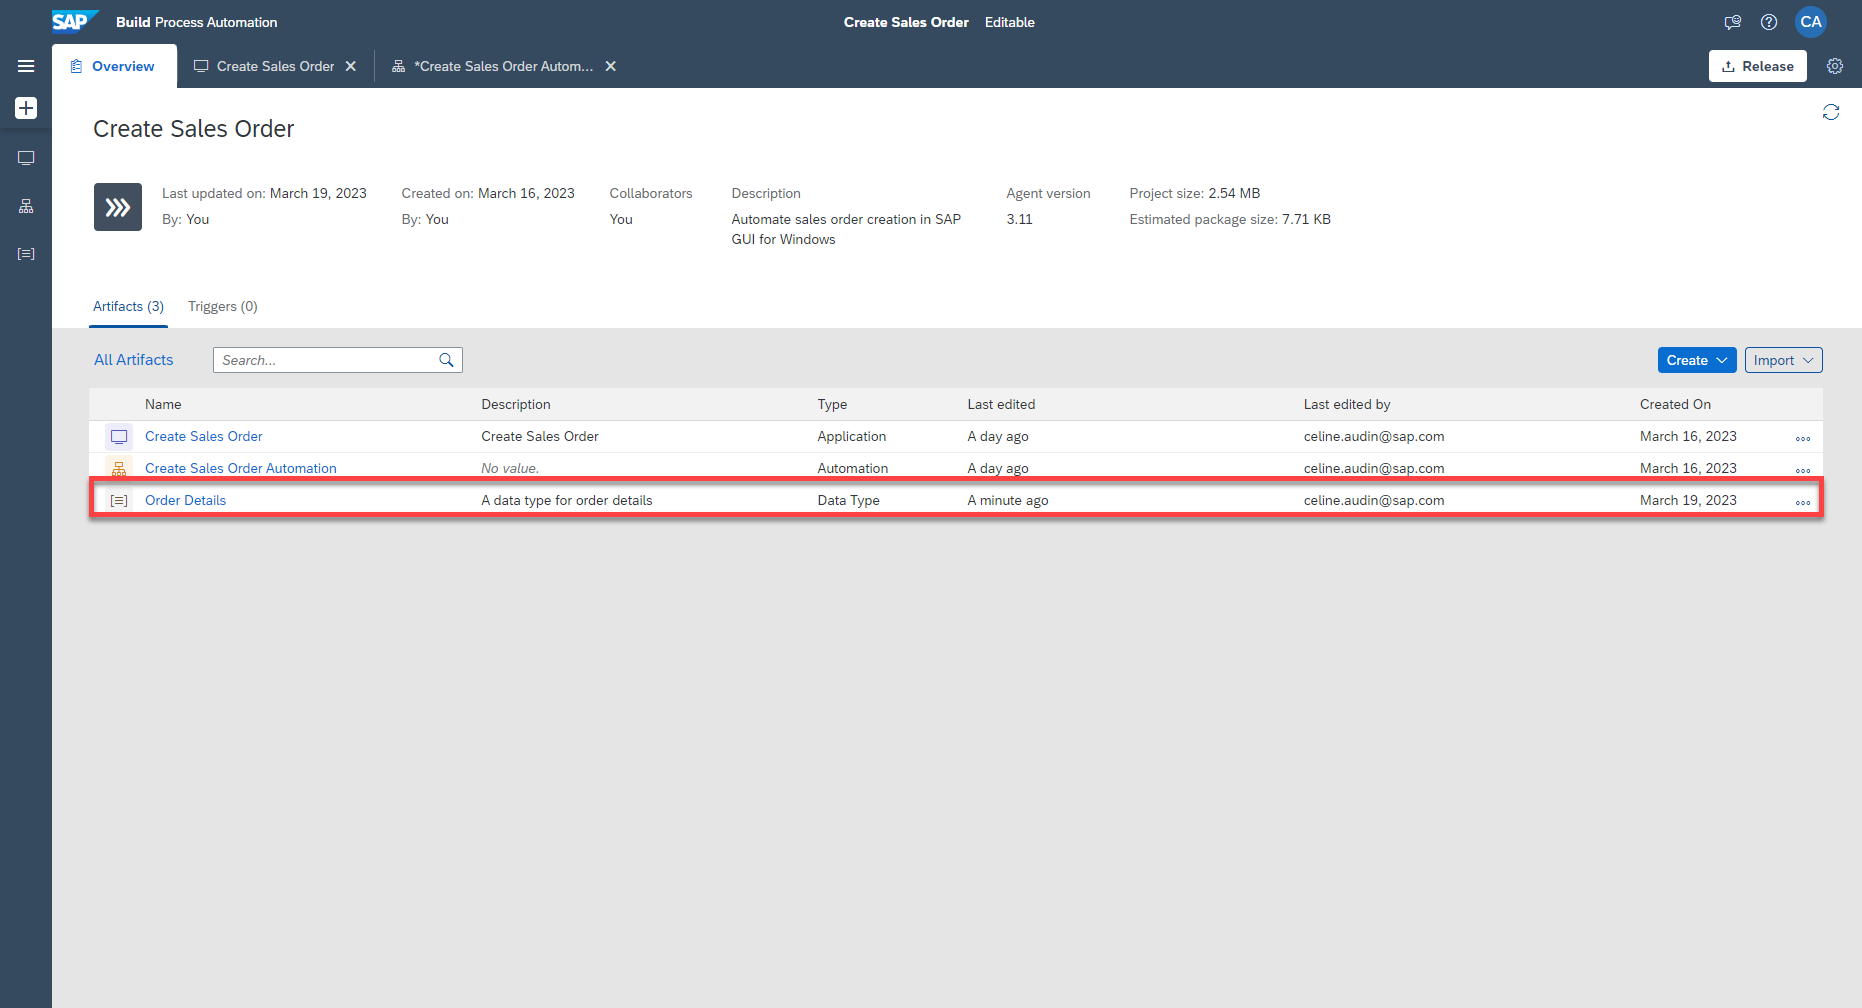 SAP Build Process Automation Create Sales Order Editable CA
Overview Create Sales Order *Create Sales Order Autom... Release
Create Sales Order
Last updated on: March 19, 2023 Created on: March 16, 2023 Collaborators Description Agent version Project size: 2.54 MB
By: You By: You You Automate sales order creation in SAP 3.11 Estimated package size: 7.71 KB
GUI for Windows
Artifacts (3) Triggers (0)
All Artifacts Search... Create Import
Name Description Type Last edited Last edited by Created On
Create Sales Order Create Sales Order Application A day ago celine.audin@sap.com March 16, 2023
Create Sales Order Automation No value. Automation A day ago celine.audin@sap.com March 16, 2023
Order Details A data type for order details Data Type A minute ago celine.audin@sap.com March 19, 2023